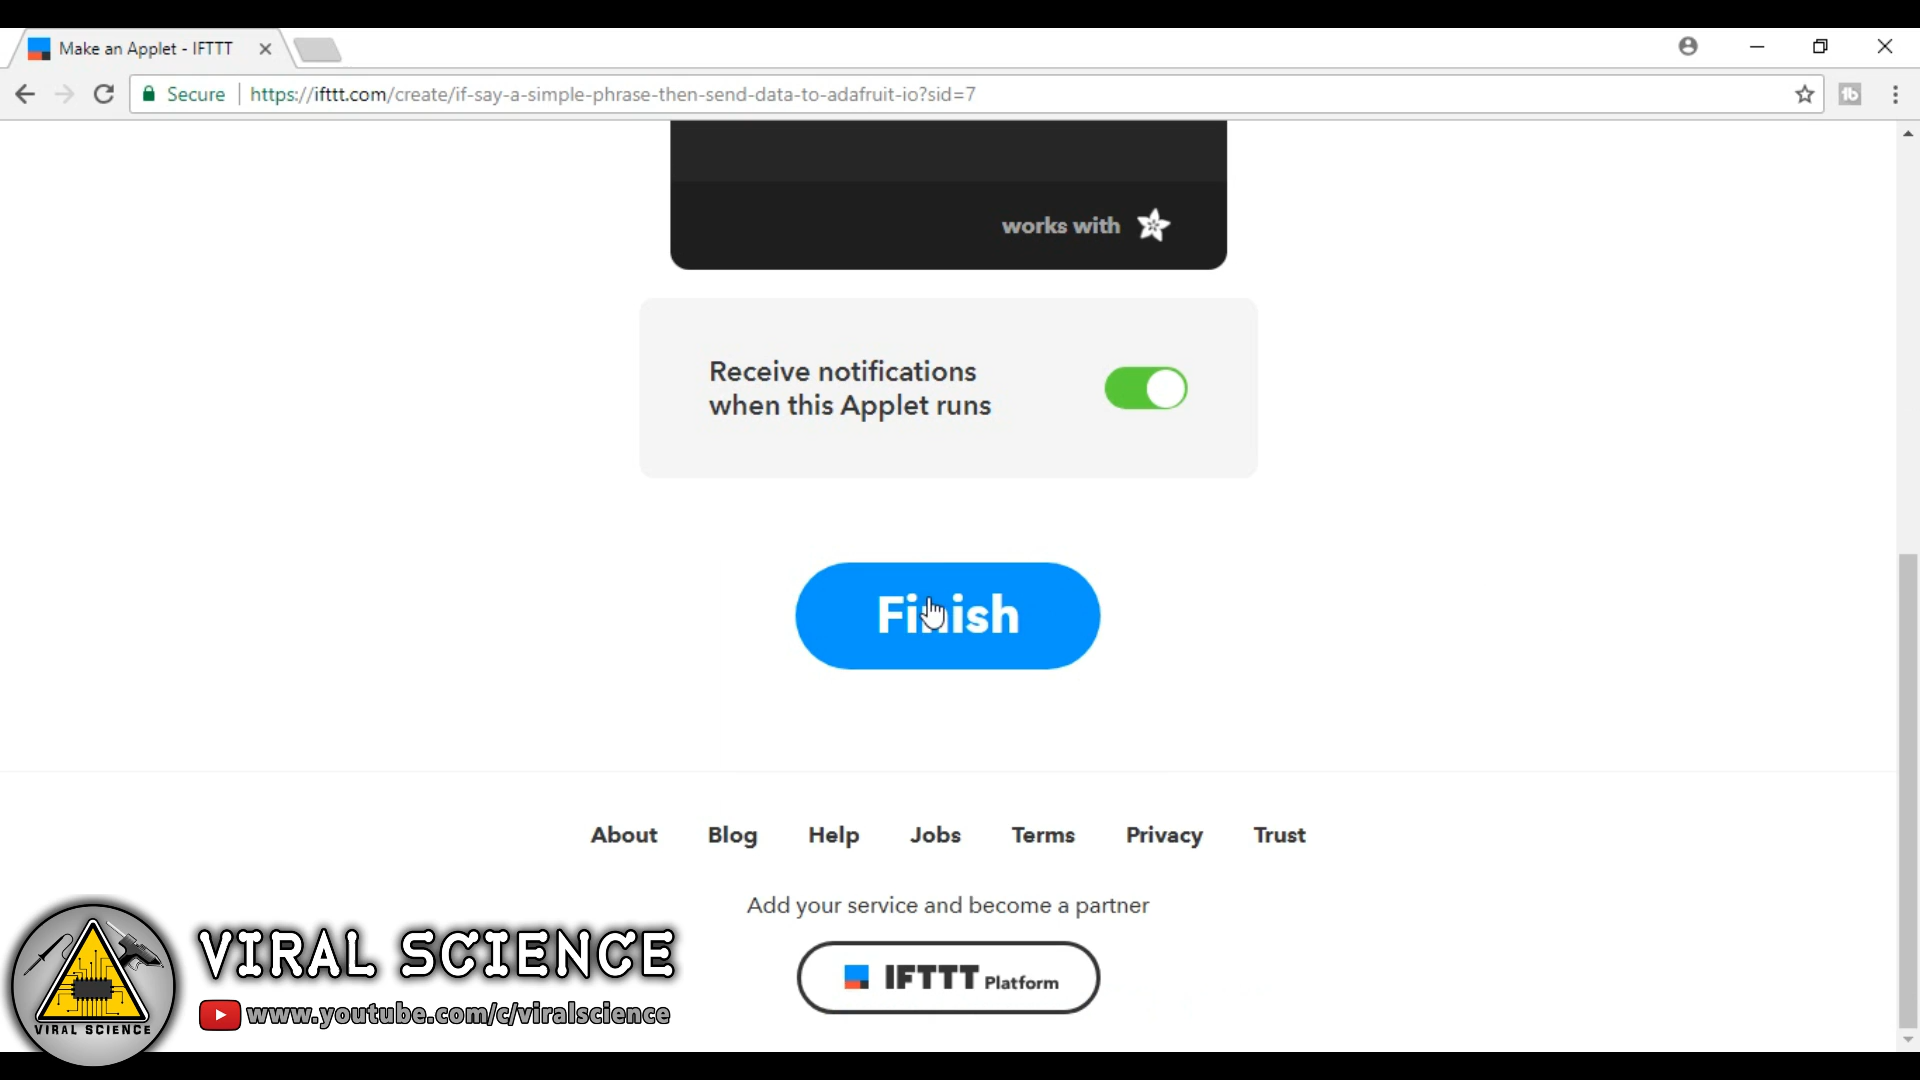 Make an Applet - IFTTT
Secure
https://ifttt.com/create/if-say-a-simple-phrase-then-send-data-to-adafruit-io?sid=7
works with
Receive notifications
when this Applet runs
Finish
About Blog Help Jobs Terms Privacy Trust
Add your service and become a partner
IFTTT Platform
VIRAL SCIENCE
www.youtube.com/c/viralscience
VIRAL SCIENCE